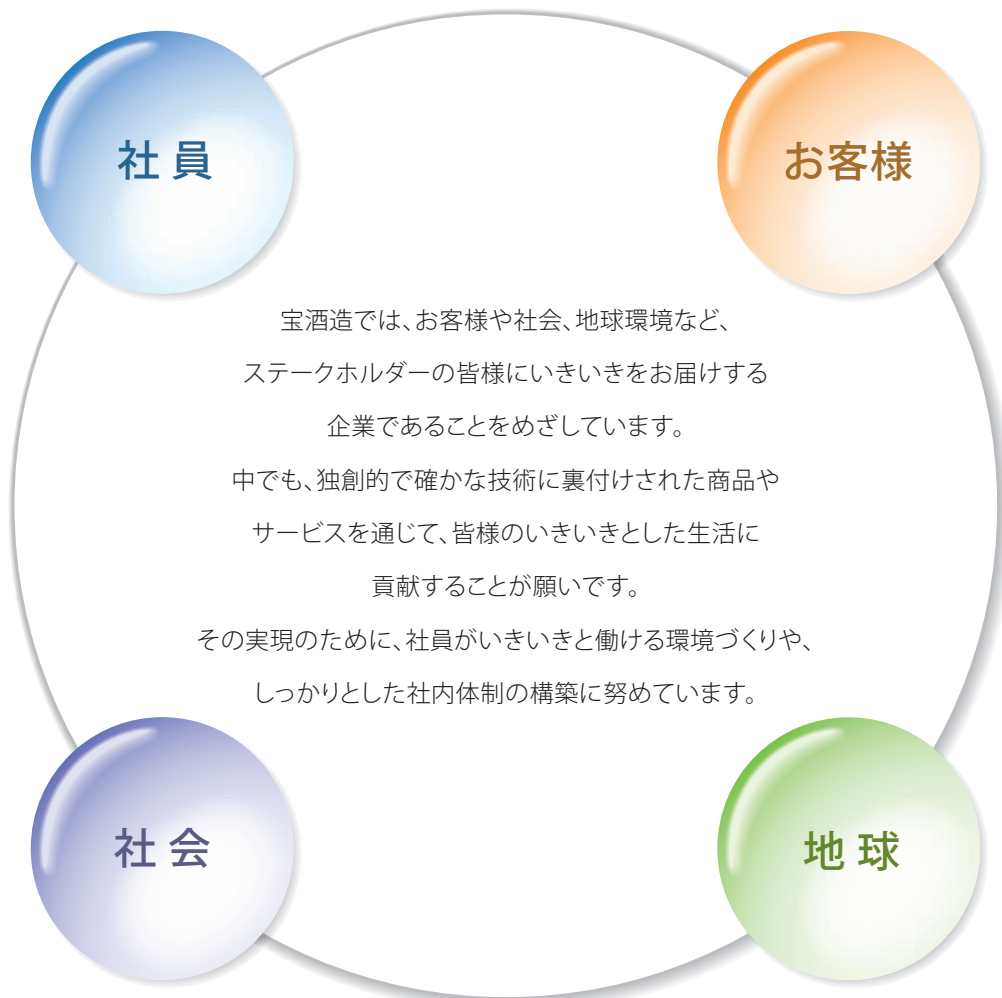 社員
お客様
宝酒造では、お客様や社会、地球環境など、
ステークホルダーの皆様にいきいきをお届けする
企業であることをめざしています。
中でも、独創的で確かな技術に裏付けされた商品や
サービスを通じて、皆様のいきいきとした生活に
貢献することが願いです。
その実現のために、社員がいきいきと働ける環境づくりや、
しっかりとした社内体制の構築に努めています。
社会
地球